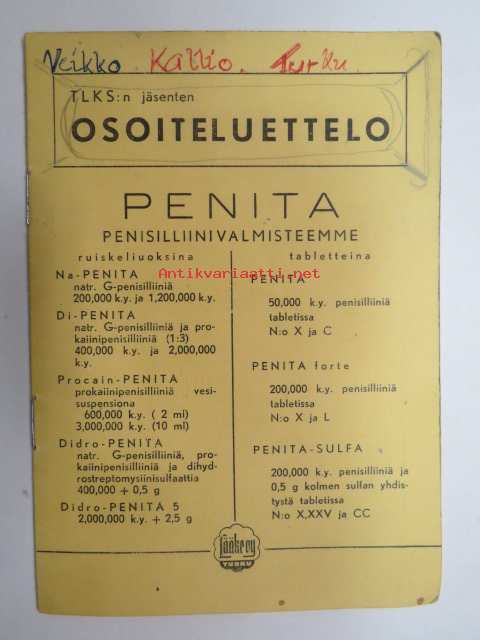 Veikko Kallio. Turku.
TLKS:n jäsenten
OSOITELUETTELO
PENITA
PENISILLIINIVALMISTEEMME
ruiskeliuoksina
Na-PENITA
natr. G-penisilliiniä
200,000 k.y. ja 1,200,000 k.y.
Di-PENITA
natr. G-penisilliiniä ja pro-
kaiinipenisilliiniä (1:3)
400,000 k.y. ja 2,000,000
k.y.
Procain-PENITA
prokaiinipenisilliiniä vesi-
suspensiona
600,000 k.y. ( 2 ml)
3,000,000 k.y. (10 ml)
Didro-PENITA
natr. G-penisilliiniä, pro-
kaiinipenisilliiniä ja dihyd-
rostreptomysiinisulfaattia
400,000 + 0,5 g
Didro-PENITA 5
2,000,000 k.y. + 2,5 g
tabletteina
PENITA
50,000 k.y. penisilliiniä
tabletissa
N:o X ja C
PENITA forte
200,000 k.y. penisilliiniä
tabletissa
N:o X ja L
PENITA-SULFA
200,000 k.y. penisilliiniä ja
0,5 g kolmen sulfan yhdis-
tystä tabletissa
N:o X,XXV ja CC
Lääke oy
TURKU
Antikvariaatti.net